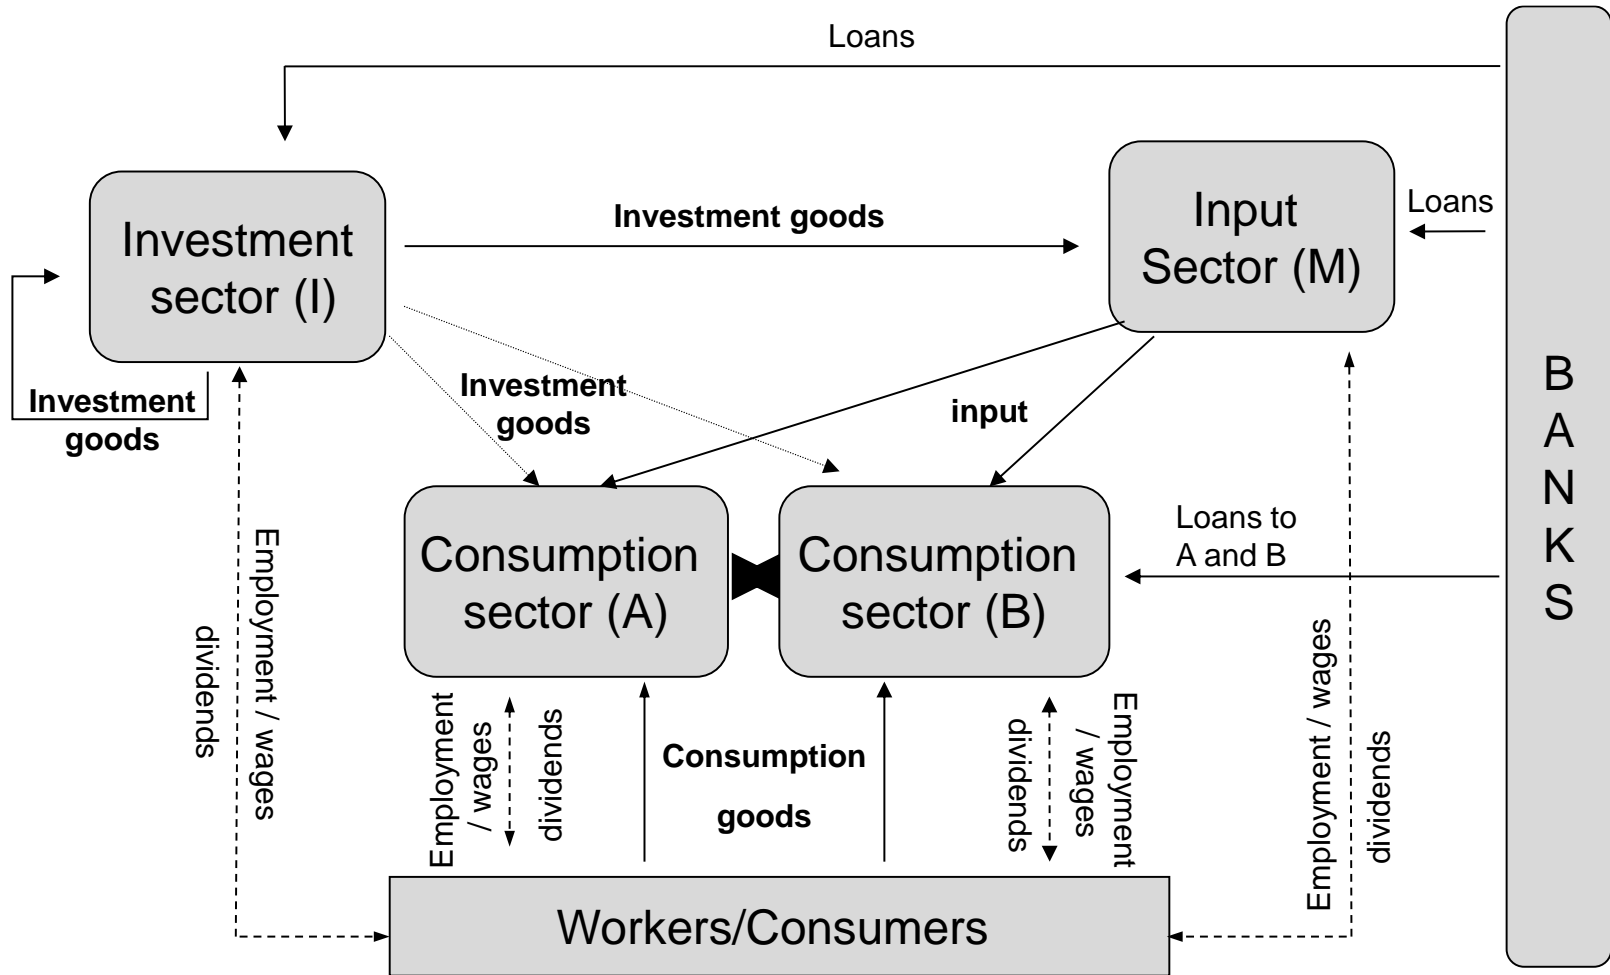 Loans
Investment
sector (I)
Investment goods
Input
Sector (M)
Loans
Investment
goods
Investment
goods
input
B
A
N
K
S
Consumption
sector (A)
Consumption
sector (B)
Loans to
A and B
Employment / wages
dividends
Employment
/ wages
dividends
Consumption
goods
dividends
Employment
/ wages
Employment / wages
dividends
Workers/Consumers